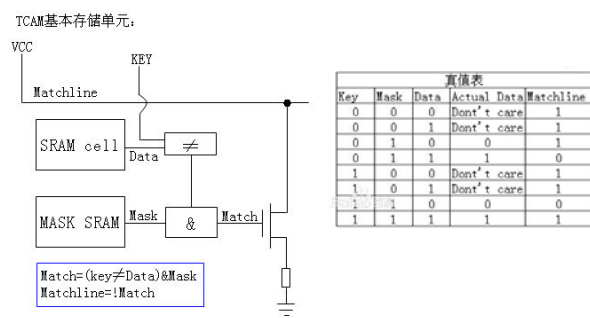 TCAM基本存储单元:
VCC
KEY
Matchline
SRAM cell
≠
Data
MASK SRAM
Mask
&
Match
Match=(key≠Data)&Mask
Matchline=!Match
真值表
Key Mask Data Actual Data Matchline
0 0 0 Don't care 1
0 0 1 Don't care 1
0 1 0 0 1
0 1 1 1 0
1 0 0 Don't care 1
1 0 1 Don't care 1
1 1 0 0 0
1 1 1 1 1